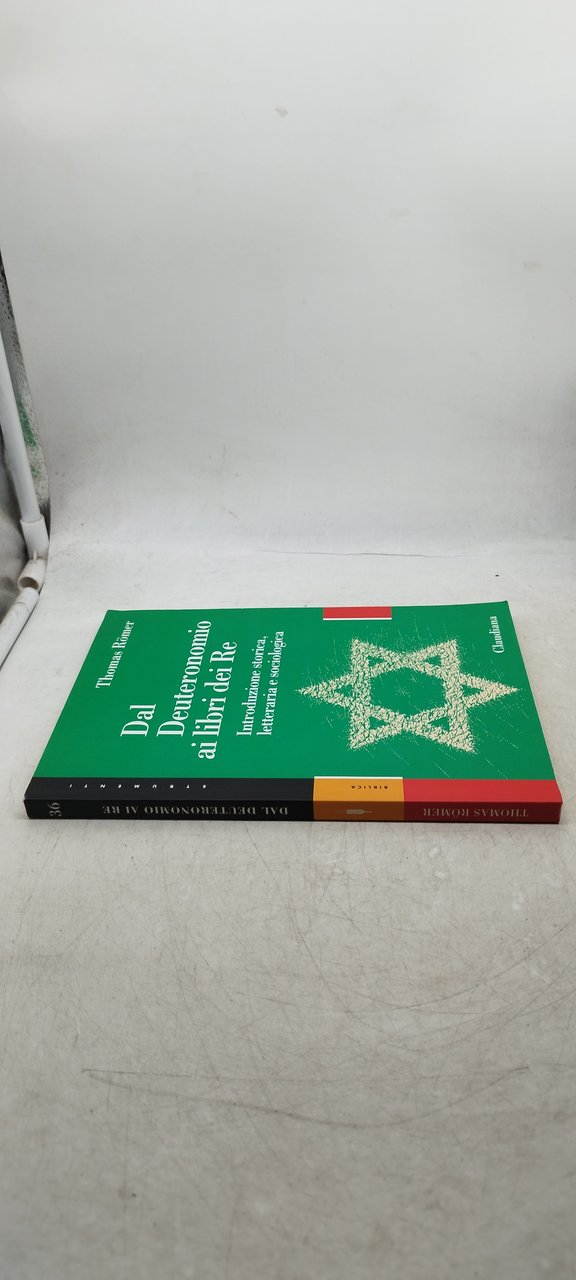 Thomas Römer
Dal
Deuteronomio
ai libri dei Re
Introduzione storica,
letteraria e sociologica
Claudiana
STRUMENTI
BIBLICA
36
DAL DEUTERONOMIO AI RE
THOMAS RÖMER